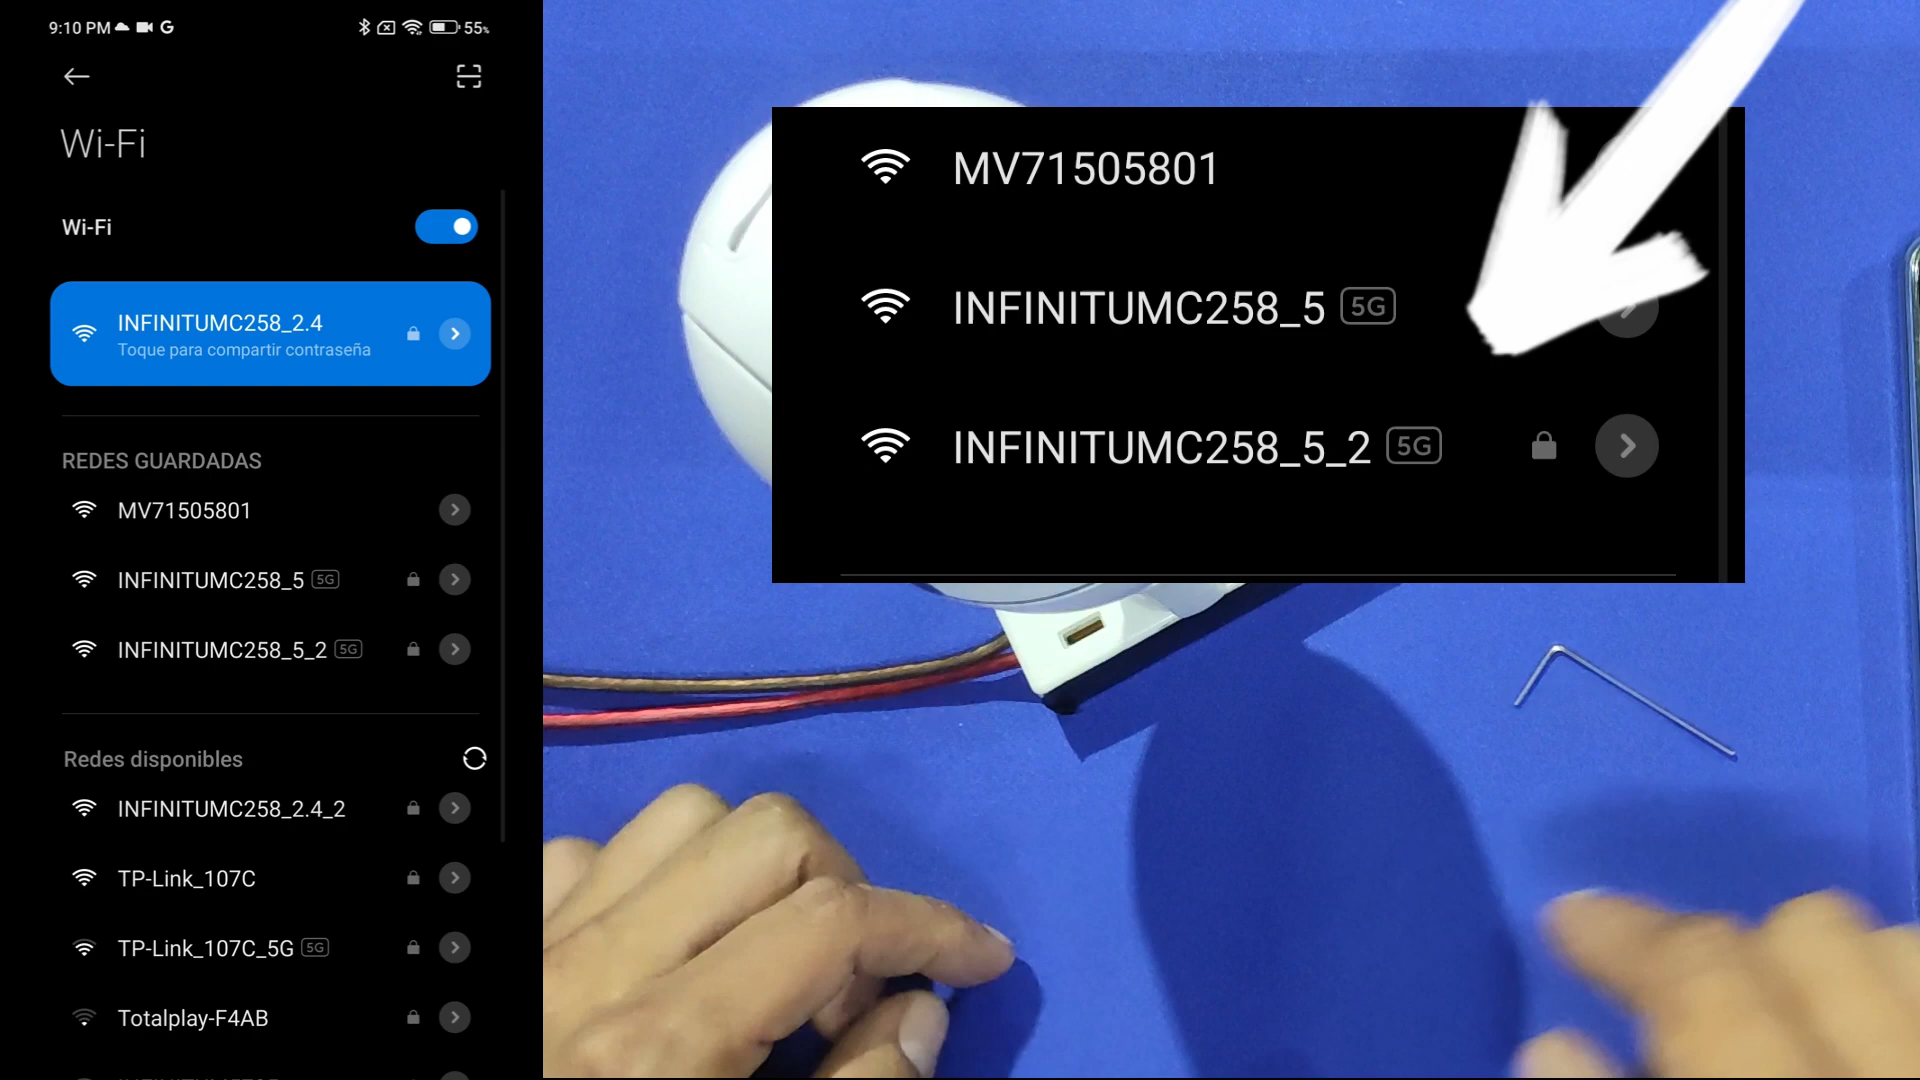 9:10 PM
55%
Wi-Fi
Wi-Fi
INFINITUMC258_2.4
Toque para compartir contraseña
REDES GUARDADAS
MV71505801
INFINITUMC258_5 5G
INFINITUMC258_5_2 5G
Redes disponibles
INFINITUMC258_2.4_2
TP-Link_107C
TP-Link_107C_5G 5G
Totalplay-F4AB
MV71505801
INFINITUMC258_5 5G
INFINITUMC258_5_2 5G